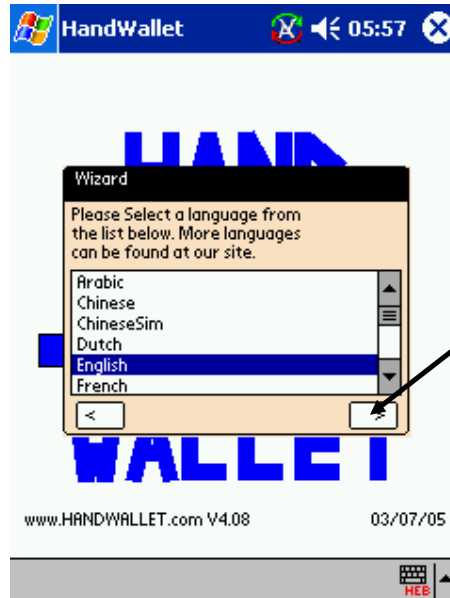 HandWallet 05:57
HAND
Wizard
Please Select a language from
the list below. More languages
can be found at our site.
Arabic
Chinese
ChineseSim
Dutch
English
French
< >
WALLET
www.HANDWALLET.com V4.08 03/07/05
HEB